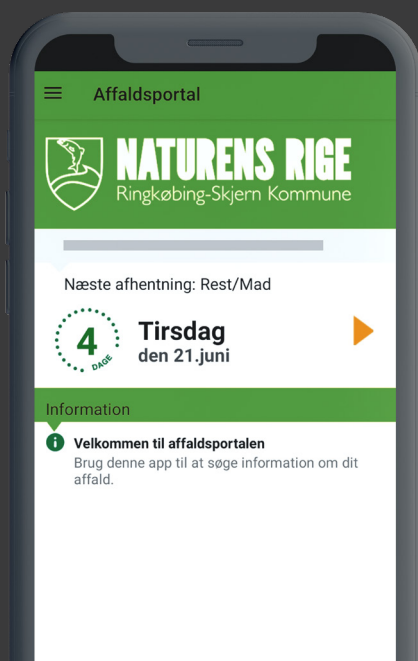 Affaldsportal
NATURENS RIGE
Ringkøbing-Skjern Kommune
Næste afhentning: Rest/Mad
4
DAGE
Tirsdag
den 21.juni
Information
Velkommen til affaldsportalen
Brug denne app til at søge information om dit
affald.